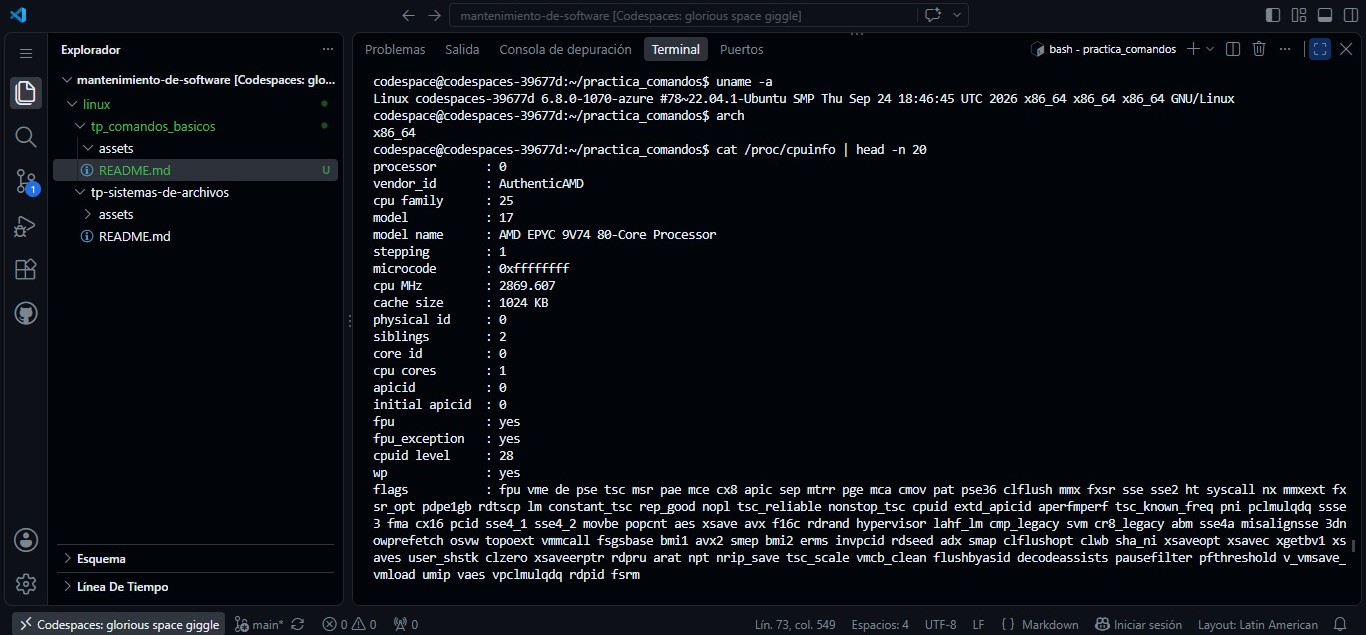 mantenimiento-de-software [Codespaces: glorious space giggle]
Explorador
mantenimiento-de-software [Codespaces: glo...
linux
tp_comandos_basicos
assets
README.md U
tp-sistemas-de-archivos
assets
README.md
1
Esquema
Línea De Tiempo
Problemas Salida Consola de depuración Terminal Puertos
bash - practica_comandos
codespace@codespaces-39677d:~/practica_comandos$ uname -a
Linux codespaces-39677d 6.8.0-1070-azure #78~22.04.1-Ubuntu SMP Thu Sep 24 18:46:45 UTC 2026 x86_64 x86_64 x86_64 GNU/Linux
codespace@codespaces-39677d:~/practica_comandos$ arch
x86_64
codespace@codespaces-39677d:~/practica_comandos$ cat /proc/cpuinfo | head -n 20
processor : 0
vendor_id : AuthenticAMD
cpu family : 25
model : 17
model name : AMD EPYC 9V74 80-Core Processor
stepping : 1
microcode : 0xffffffff
cpu MHz : 2869.607
cache size : 1024 KB
physical id : 0
siblings : 2
core id : 0
cpu cores : 1
apicid : 0
initial apicid : 0
fpu : yes
fpu_exception : yes
cpuid level : 28
wp : yes
flags : fpu vme de pse tsc msr pae mce cx8 apic sep mtrr pge mca cmov pat pse36 clflush mmx fxsr sse sse2 ht syscall nx mmxext fx
sr_opt pdpe1gb rdtscp lm constant_tsc rep_good nopl tsc_reliable nonstop_tsc cpuid extd_apicid aperfmperf tsc_known_freq pni pclmulqdq ssse
3 fma cx16 pcid sse4_1 sse4_2 movbe popcnt aes xsave avx f16c rdrand hypervisor lahf_lm cmp_legacy svm cr8_legacy abm sse4a misalignsse 3dn
owprefetch osvw topoext vmmcall fsgsbase bmi1 avx2 smep bmi2 erms invpcid rdseed adx smap clflushopt clwb sha_ni xsaveopt xsavec xgetbv1 xs
aves user_shstk clzero xsaveerptr rdpru arat npt nrip_save tsc_scale vmcb_clean flushbyasid decodeassists pausefilter pfthreshold v_vmsave_
vmload umip vaes vpclmulqdq rdpid fsrm
Codespaces: glorious space giggle main* 0 0 0 Lín. 73, col. 549 Espacios: 4 UTF-8 LF { } Markdown Iniciar sesión Layout: Latin American